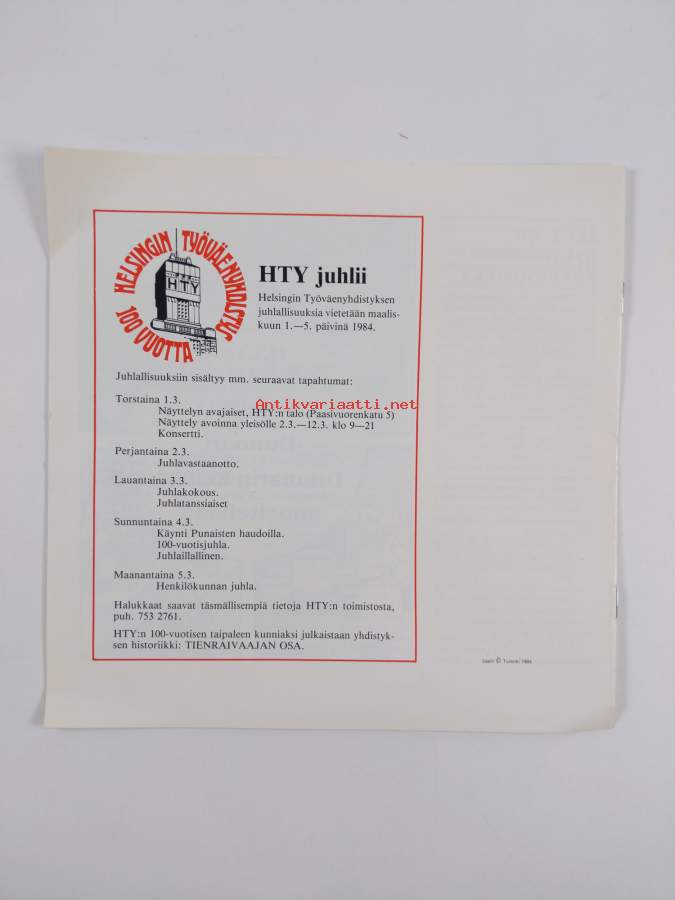 HELSINGIN TYÖVÄENYHDISTYS
100 VUOTTA
HTY
HTY juhlii
Helsingin Työväenyhdistyksen
juhlallisuuksia vietetään maalis-
kuun 1.—5. päivinä 1984.
Juhlallisuuksiin sisältyy mm. seuraavat tapahtumat:
Antikvariaatti.net
Torstaina 1.3.
Näyttelyn avajaiset, HTY:n talo (Paasivuorenkatu 5)
Näyttely avoinna yleisölle 2.3.—12.3. klo 9—21
Konsertti.
Perjantaina 2.3.
Juhlavastaanotto.
Lauantaina 3.3.
Juhlakokous.
Juhlatanssiaiset
Sunnuntaina 4.3.
Käynti Punaisten haudoilla.
100-vuotisjuhla.
Juhlaillallinen.
Maanantaina 5.3.
Henkilökunnan juhla.
Halukkaat saavat täsmällisempiä tietoja HTY:n toimistosta,
puh. 753 2761.
HTY:n 100-vuotisen taipaleen kunniaksi julkaistaan yhdistyk-
sen historiikki: TIENRAIVAAJAN OSA.
© 1984